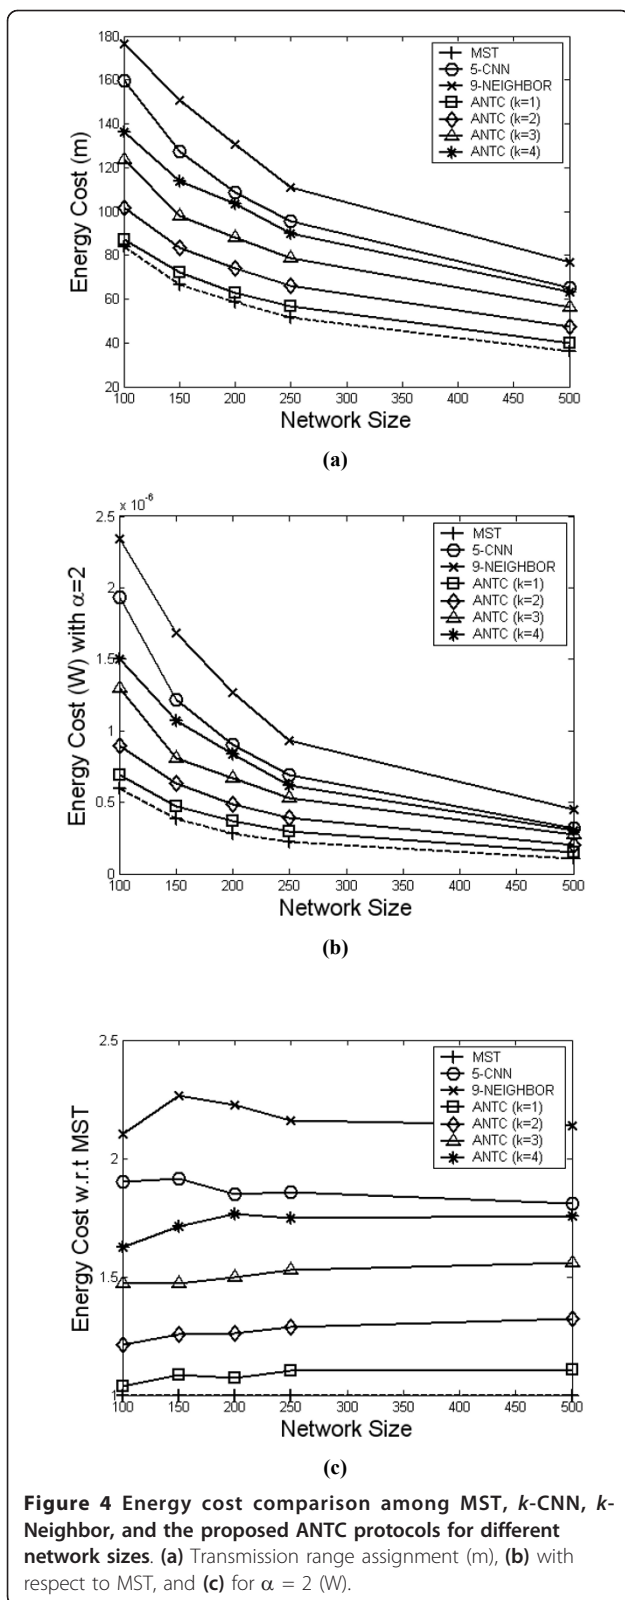 180
160
140
120
100
80
60
40
20
Energy Cost (m)
MST
5-CNN
9-NEIGHBOR
ANTC (k=1)
ANTC (k=2)
ANTC (k=3)
ANTC (k=4)
100 150 200 250 300 350 400 450 500
Network Size
(a)
x 10^-6
2.5
2
1.5
1
0.5
0
Energy Cost (W) with α=2
MST
5-CNN
9-NEIGHBOR
ANTC (k=1)
ANTC (k=2)
ANTC (k=3)
ANTC (k=4)
100 150 200 250 300 350 400 450 500
Network Size
(b)
2.5
2
1.5
1
Energy Cost w.r.t MST
MST
5-CNN
9-NEIGHBOR
ANTC (k=1)
ANTC (k=2)
ANTC (k=3)
ANTC (k=4)
100 150 200 250 300 350 400 450 500
Network Size
(c)
Figure 4 Energy cost comparison among MST, k-CNN, k-
Neighbor, and the proposed ANTC protocols for different
network sizes. (a) Transmission range assignment (m), (b) with
respect to MST, and (c) for α = 2 (W).